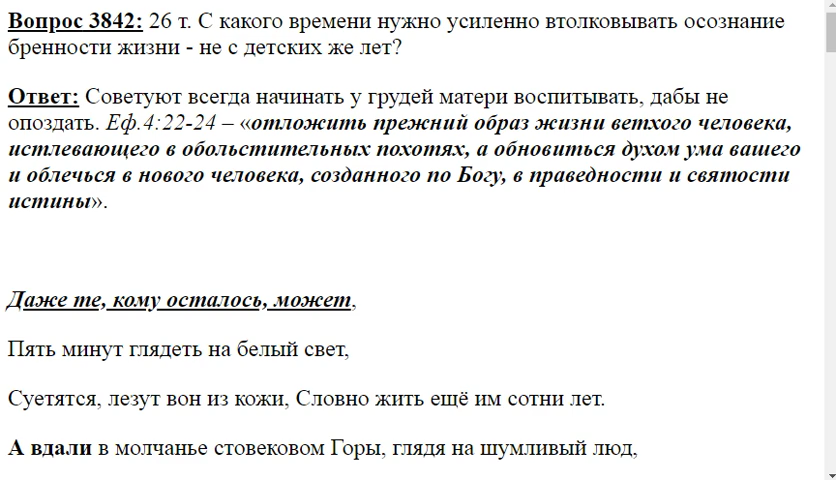 Вопрос 3842: 26 т. С какого времени нужно усиленно втолковывать осознание
бренности жизни - не с детских же лет?
Ответ: Советуют всегда начинать у грудей матери воспитывать, дабы не
опоздать. Еф.4:22-24 – «отложить прежний образ жизни ветхого человека,
истлевающего в обольстительных похотях, а обновиться духом ума вашего
и облечься в нового человека, созданного по Богу, в праведности и святости
истины».
Даже те, кому осталось, может,
Пять минут глядеть на белый свет,
Суетятся, лезут вон из кожи, Словно жить ещё им сотни лет.
А вдали в молчанье стовековом Горы, глядя на шумливый люд,